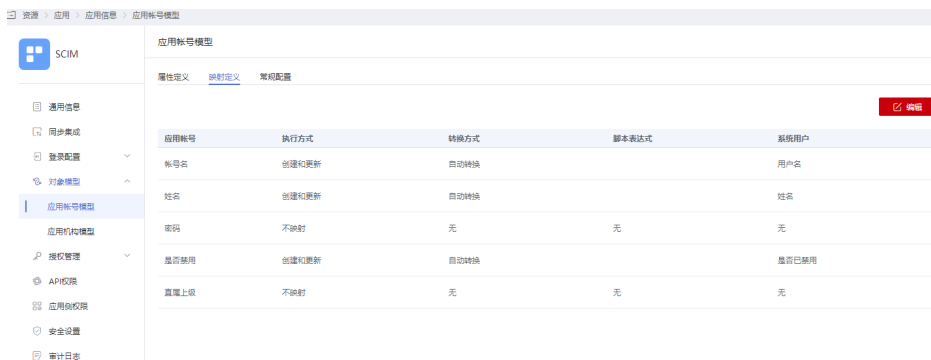 资源 > 应用 > 应用信息 > 应用帐号模型
SCIM
应用帐号模型
属性定义 映射定义 常规配置
编辑
通用信息
同步集成
登录配置
对象模型
应用帐号模型
应用机构模型
授权管理
API权限
应用侧权限
安全设置
审计日志
应用帐号 执行方式 转换方式 脚本表达式 系统用户
帐号名 创建和更新 自动转换 用户名
姓名 创建和更新 自动转换 姓名
密码 不映射 无 无 无
是否禁用 创建和更新 自动转换 是否已禁用
直属上级 不映射 无 无 无